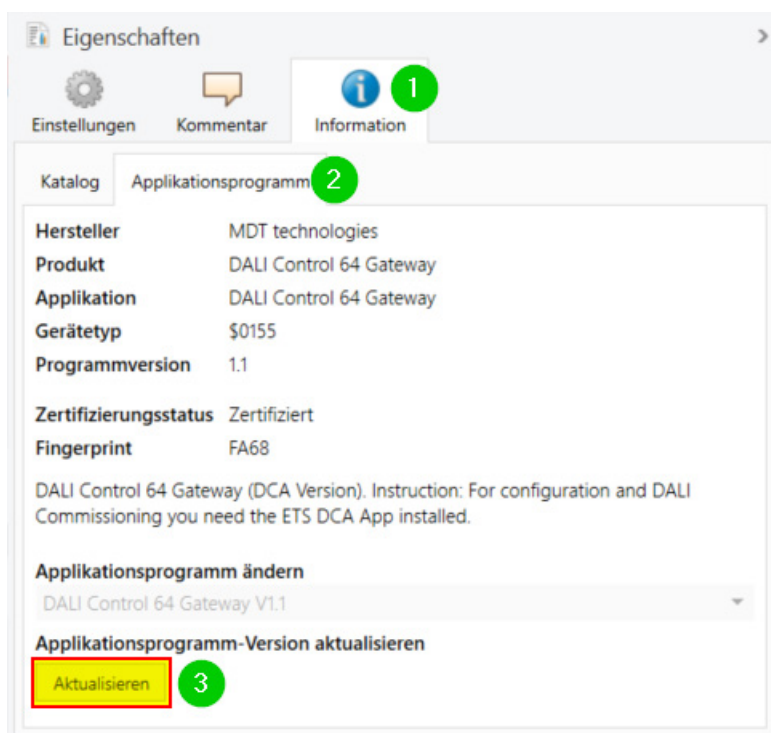 Eigenschaften
1
Einstellungen Kommentar Information
Katalog Applikationsprogramm 2
Hersteller MDT technologies
Produkt DALI Control 64 Gateway
Applikation DALI Control 64 Gateway
Gerätetyp $0155
Programmversion 1.1
Zertifizierungsstatus Zertifiziert
Fingerprint FA68
DALI Control 64 Gateway (DCA Version). Instruction: For configuration and DALI
Commissioning you need the ETS DCA App installed.
Applikationsprogramm ändern
DALI Control 64 Gateway V1.1
Applikationsprogramm-Version aktualisieren
Aktualisieren 3